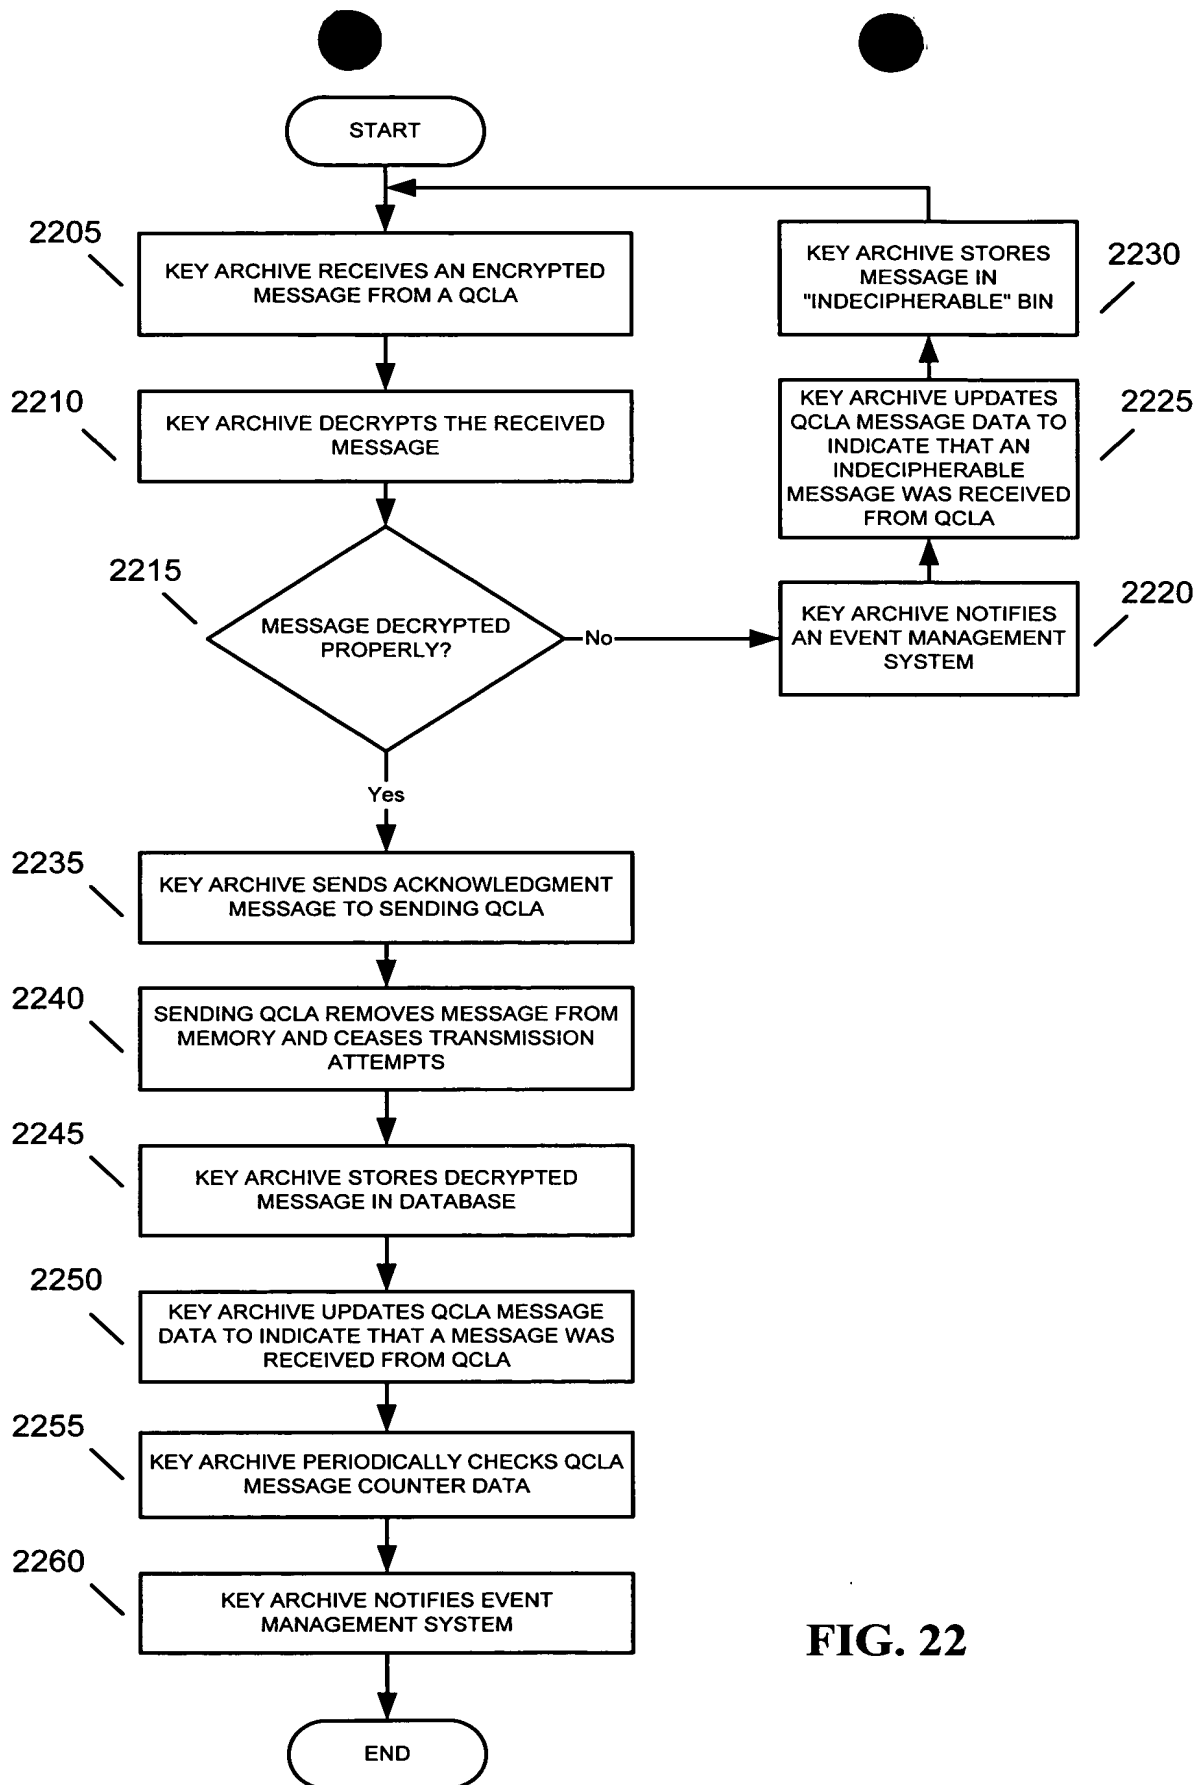 START
2205
KEY ARCHIVE RECEIVES AN ENCRYPTED
MESSAGE FROM A QCLA
2210
KEY ARCHIVE DECRYPTS THE RECEIVED
MESSAGE
2215
MESSAGE DECRYPTED
PROPERLY?
No
KEY ARCHIVE NOTIFIES
AN EVENT MANAGEMENT
SYSTEM
2220
KEY ARCHIVE UPDATES
QCLA MESSAGE DATA TO
INDICATE THAT AN
INDECIPHERABLE
MESSAGE WAS RECEIVED
FROM QCLA
2225
KEY ARCHIVE STORES
MESSAGE IN
"INDECIPHERABLE" BIN
2230
Yes
2235
KEY ARCHIVE SENDS ACKNOWLEDGMENT
MESSAGE TO SENDING QCLA
2240
SENDING QCLA REMOVES MESSAGE FROM
MEMORY AND CEASES TRANSMISSION
ATTEMPTS
2245
KEY ARCHIVE STORES DECRYPTED
MESSAGE IN DATABASE
2250
KEY ARCHIVE UPDATES QCLA MESSAGE
DATA TO INDICATE THAT A MESSAGE WAS
RECEIVED FROM QCLA
2255
KEY ARCHIVE PERIODICALLY CHECKS QCLA
MESSAGE COUNTER DATA
2260
KEY ARCHIVE NOTIFIES EVENT
MANAGEMENT SYSTEM
END
FIG. 22